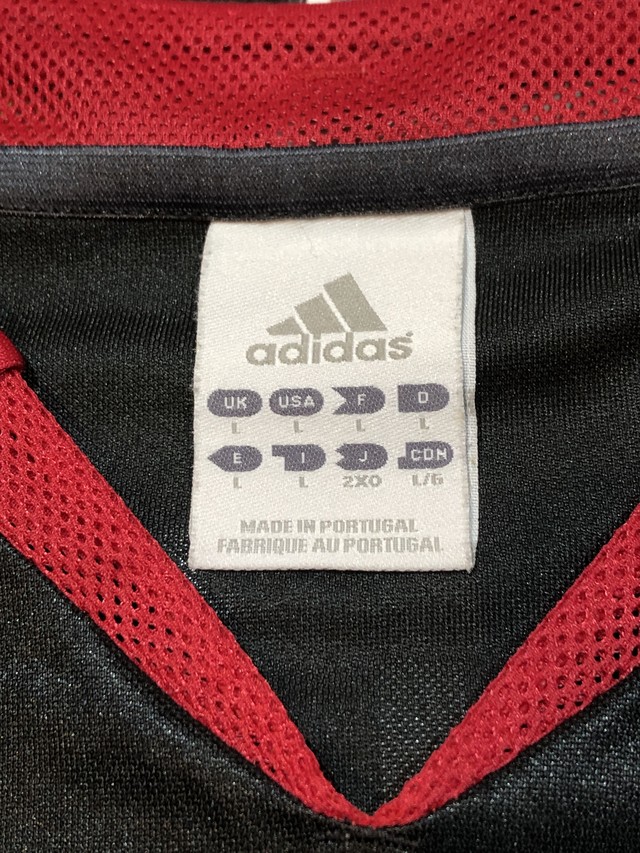 adidas
UK USA F D
L L L L
E I J CDN
L L 2XO L/G
MADE IN PORTUGAL
FABRIQUE AU PORTUGAL